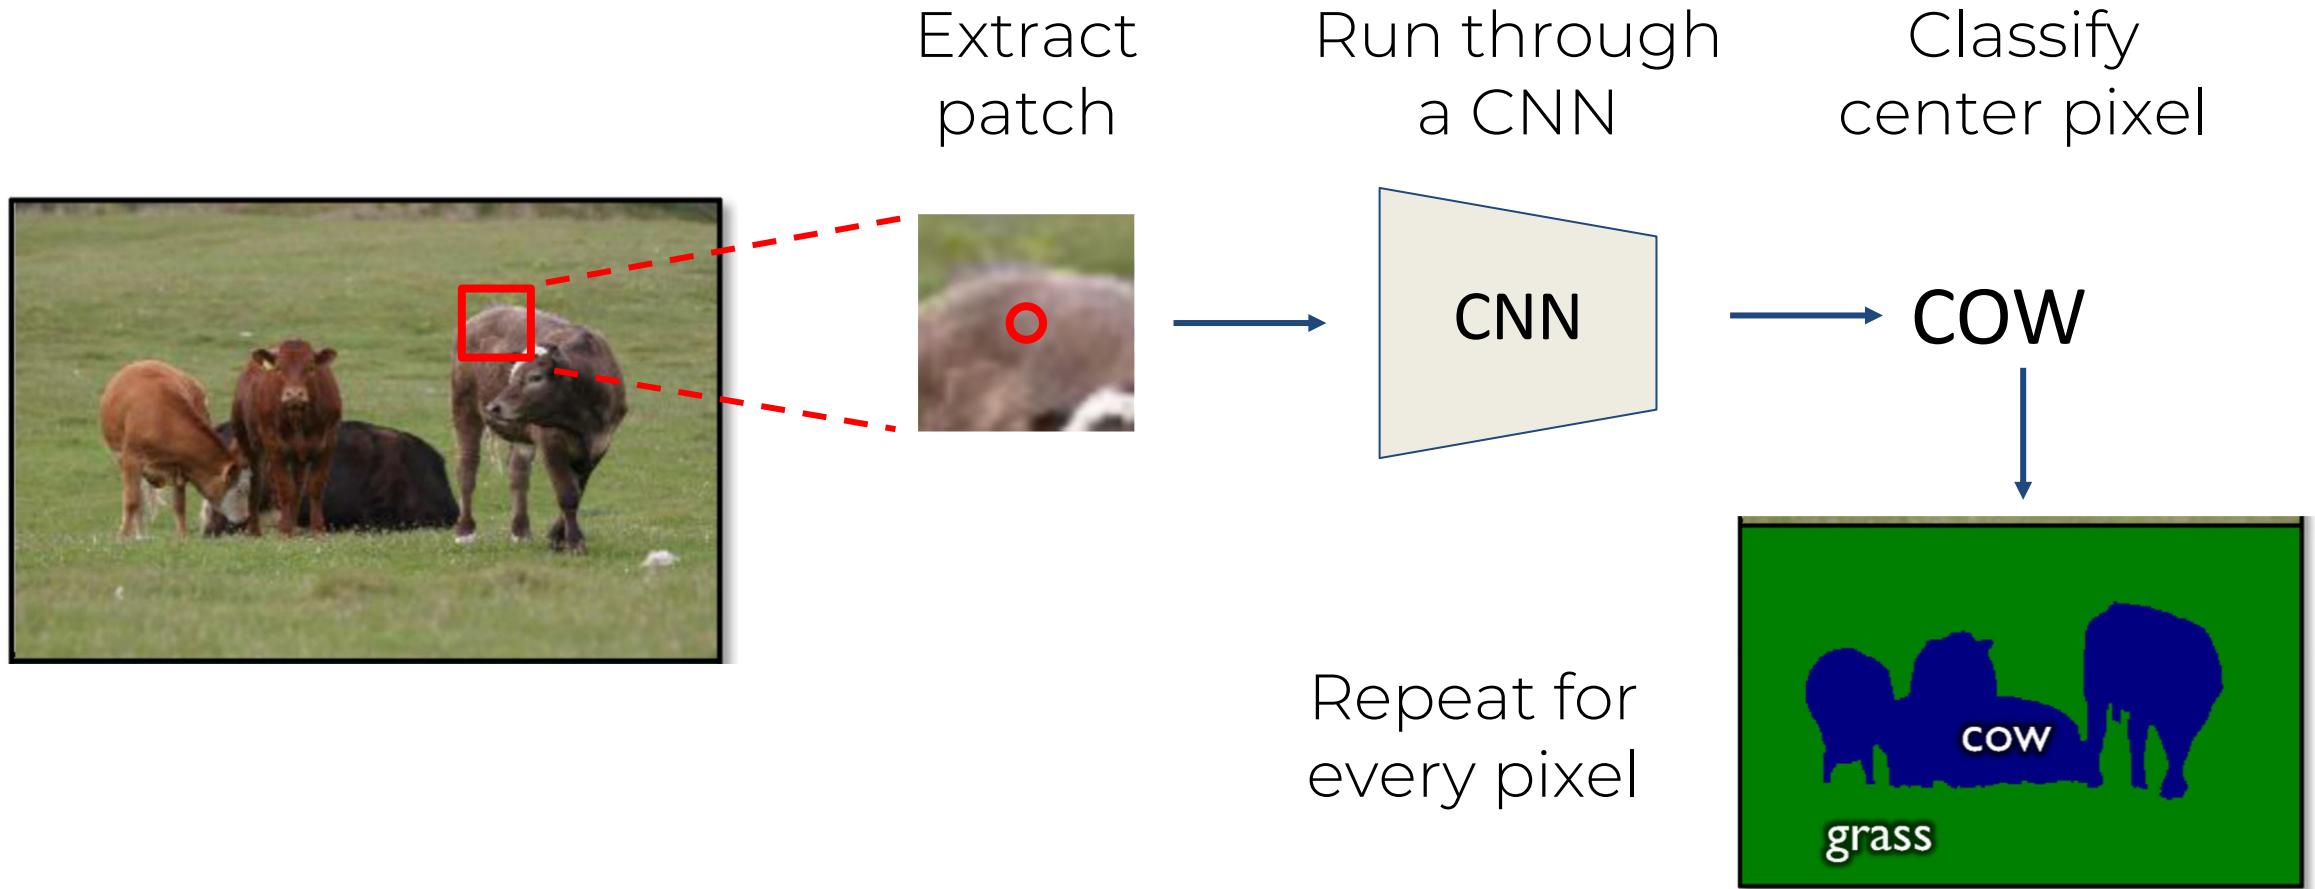 Extract
patch
Run through
a CNN
Classify
center pixel
CNN
COW
Repeat for
every pixel
cow
grass